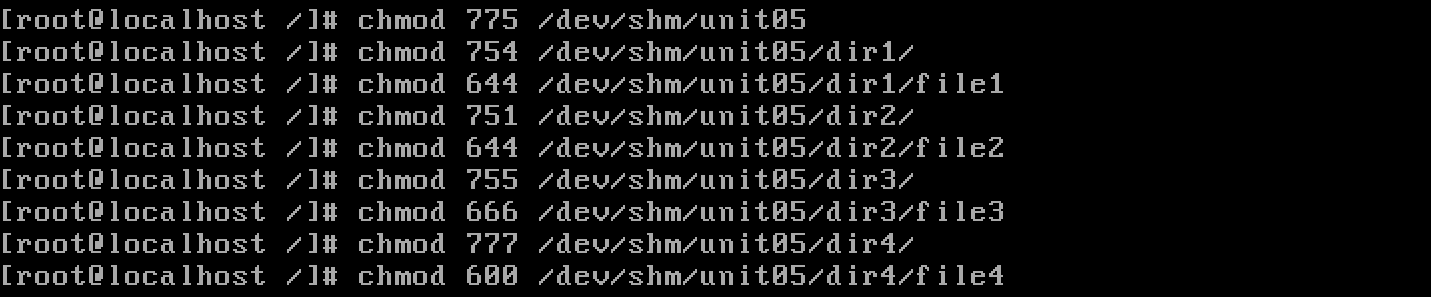 [root@localhost /]# chmod 775 /dev/shm/unit05
[root@localhost /]# chmod 754 /dev/shm/unit05/dir1/
[root@localhost /]# chmod 644 /dev/shm/unit05/dir1/file1
[root@localhost /]# chmod 751 /dev/shm/unit05/dir2/
[root@localhost /]# chmod 644 /dev/shm/unit05/dir2/file2
[root@localhost /]# chmod 755 /dev/shm/unit05/dir3/
[root@localhost /]# chmod 666 /dev/shm/unit05/dir3/file3
[root@localhost /]# chmod 777 /dev/shm/unit05/dir4/
[root@localhost /]# chmod 600 /dev/shm/unit05/dir4/file4